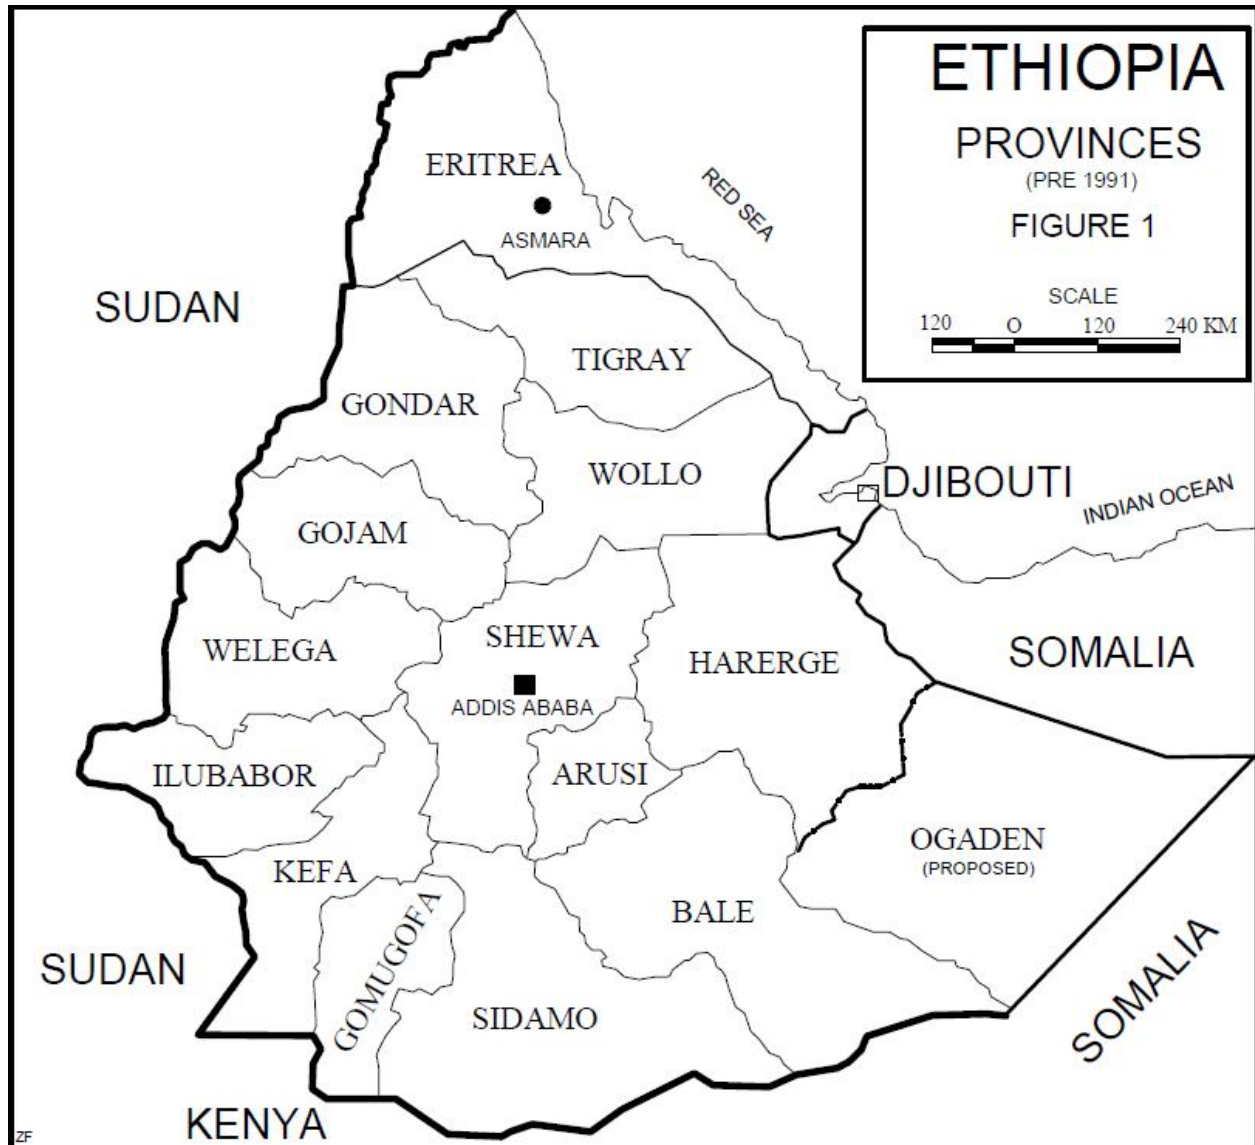 ETHIOPIA
PROVINCES
(PRE 1991)
FIGURE 1
SCALE
120 O 120 240 KM
ERITREA
ASMARA
RED SEA
SUDAN
TIGRAY
GONDAR
WOLLO
DJIBOUTI
INDIAN OCEAN
GOJAM
WELEGA
SHEWA
ADDIS ABABA
HARERGE
SOMALIA
ILUBABOR
ARUSI
OGADEN
(PROPOSED)
KEFA
GOMUGOFA
BALE
SUDAN
SIDAMO
SOMALIA
KENYA
ZF